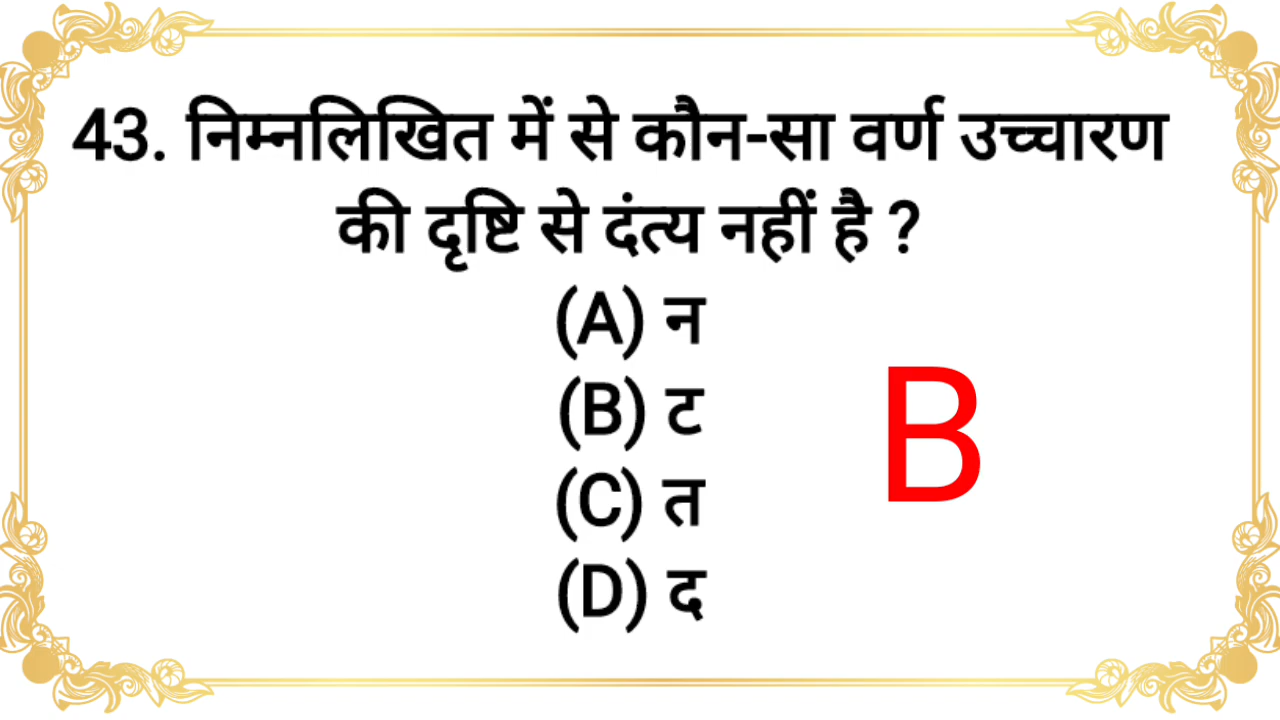 43. निम्नलिखित में से कौन-सा वर्ण उच्चारण
की दृष्टि से दंत्य नहीं है ?
(A) न
(B) ट
B
(C) त
(D) द